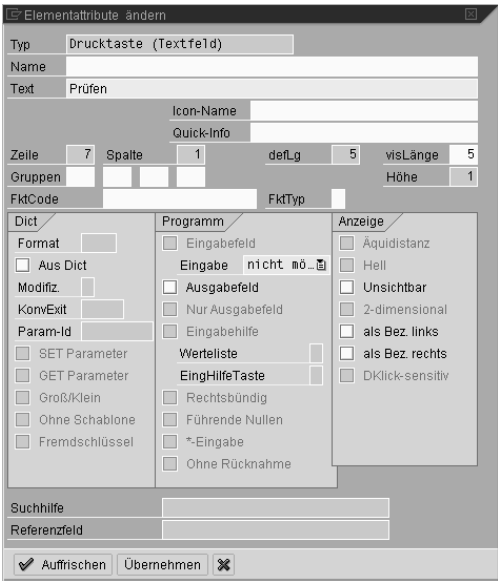 Elementattribute ändern
Typ Drucktaste (Textfeld)
Name
Text Prüfen
Icon-Name
Quick-Info
Zeile 7 Spalte 1 defLg 5 visLänge 5
Gruppen Höhe 1
FktCode FktTyp
Dict
Format
Aus Dict
Modifiz.
KonvExit
Param-Id
SET Parameter
GET Parameter
Groß/Klein
Ohne Schablone
Fremdschlüssel
Programm
Eingabefeld
Eingabe nicht mö…
Ausgabefeld
Nur Ausgabefeld
Eingabehilfe
Werteliste
EingHilfeTaste
Rechtsbündig
Führende Nullen
*-Eingabe
Ohne Rücknahme
Anzeige
Äquidistanz
Hell
Unsichtbar
2-dimensional
als Bez. links
als Bez. rechts
DKlick-sensitiv
Suchhilfe
Referenzfeld
Auffrischen Übernehmen